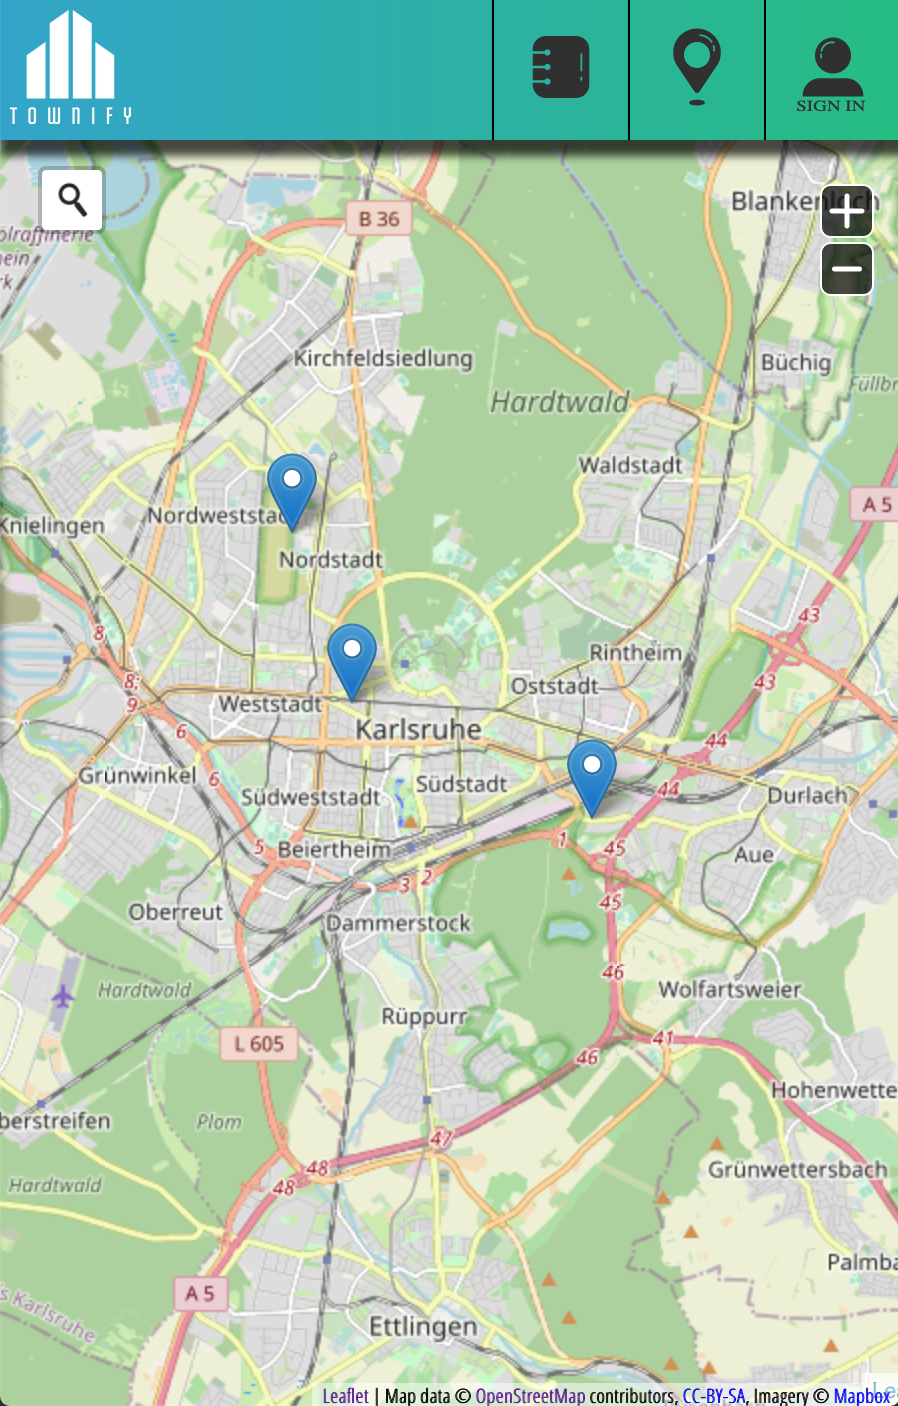 TOWNIFY
SIGN IN
Blankenloch
B 36
ölraffinerie
hein
rk
Kirchfeldsiedlung
Büchig
Füllbr
Hardtwald
Waldstadt
A 5
Nordweststad
Knielingen
Nordstadt
43
8
Rintheim
43
8;
Oststadt
9
Weststadt
6
Karlsruhe
44
Grünwinkel
6
Südstadt
44
Südweststadt
Durlach
1
45
5
Beiertheim
Aue
3
2
45
Oberreut
Dammerstock
46
Hardtwald
Wolfartsweier
Rüppurr
L 605
41
46
Hohenwette
berstreifen
Plom
47
48
Grünwettersbach
Hardtwald
48
Palmba
A 5
s Karlsruhe
Ettlingen
Leaflet | Map data © OpenStreetMap contributors, CC-BY-SA, Imagery © Mapbox